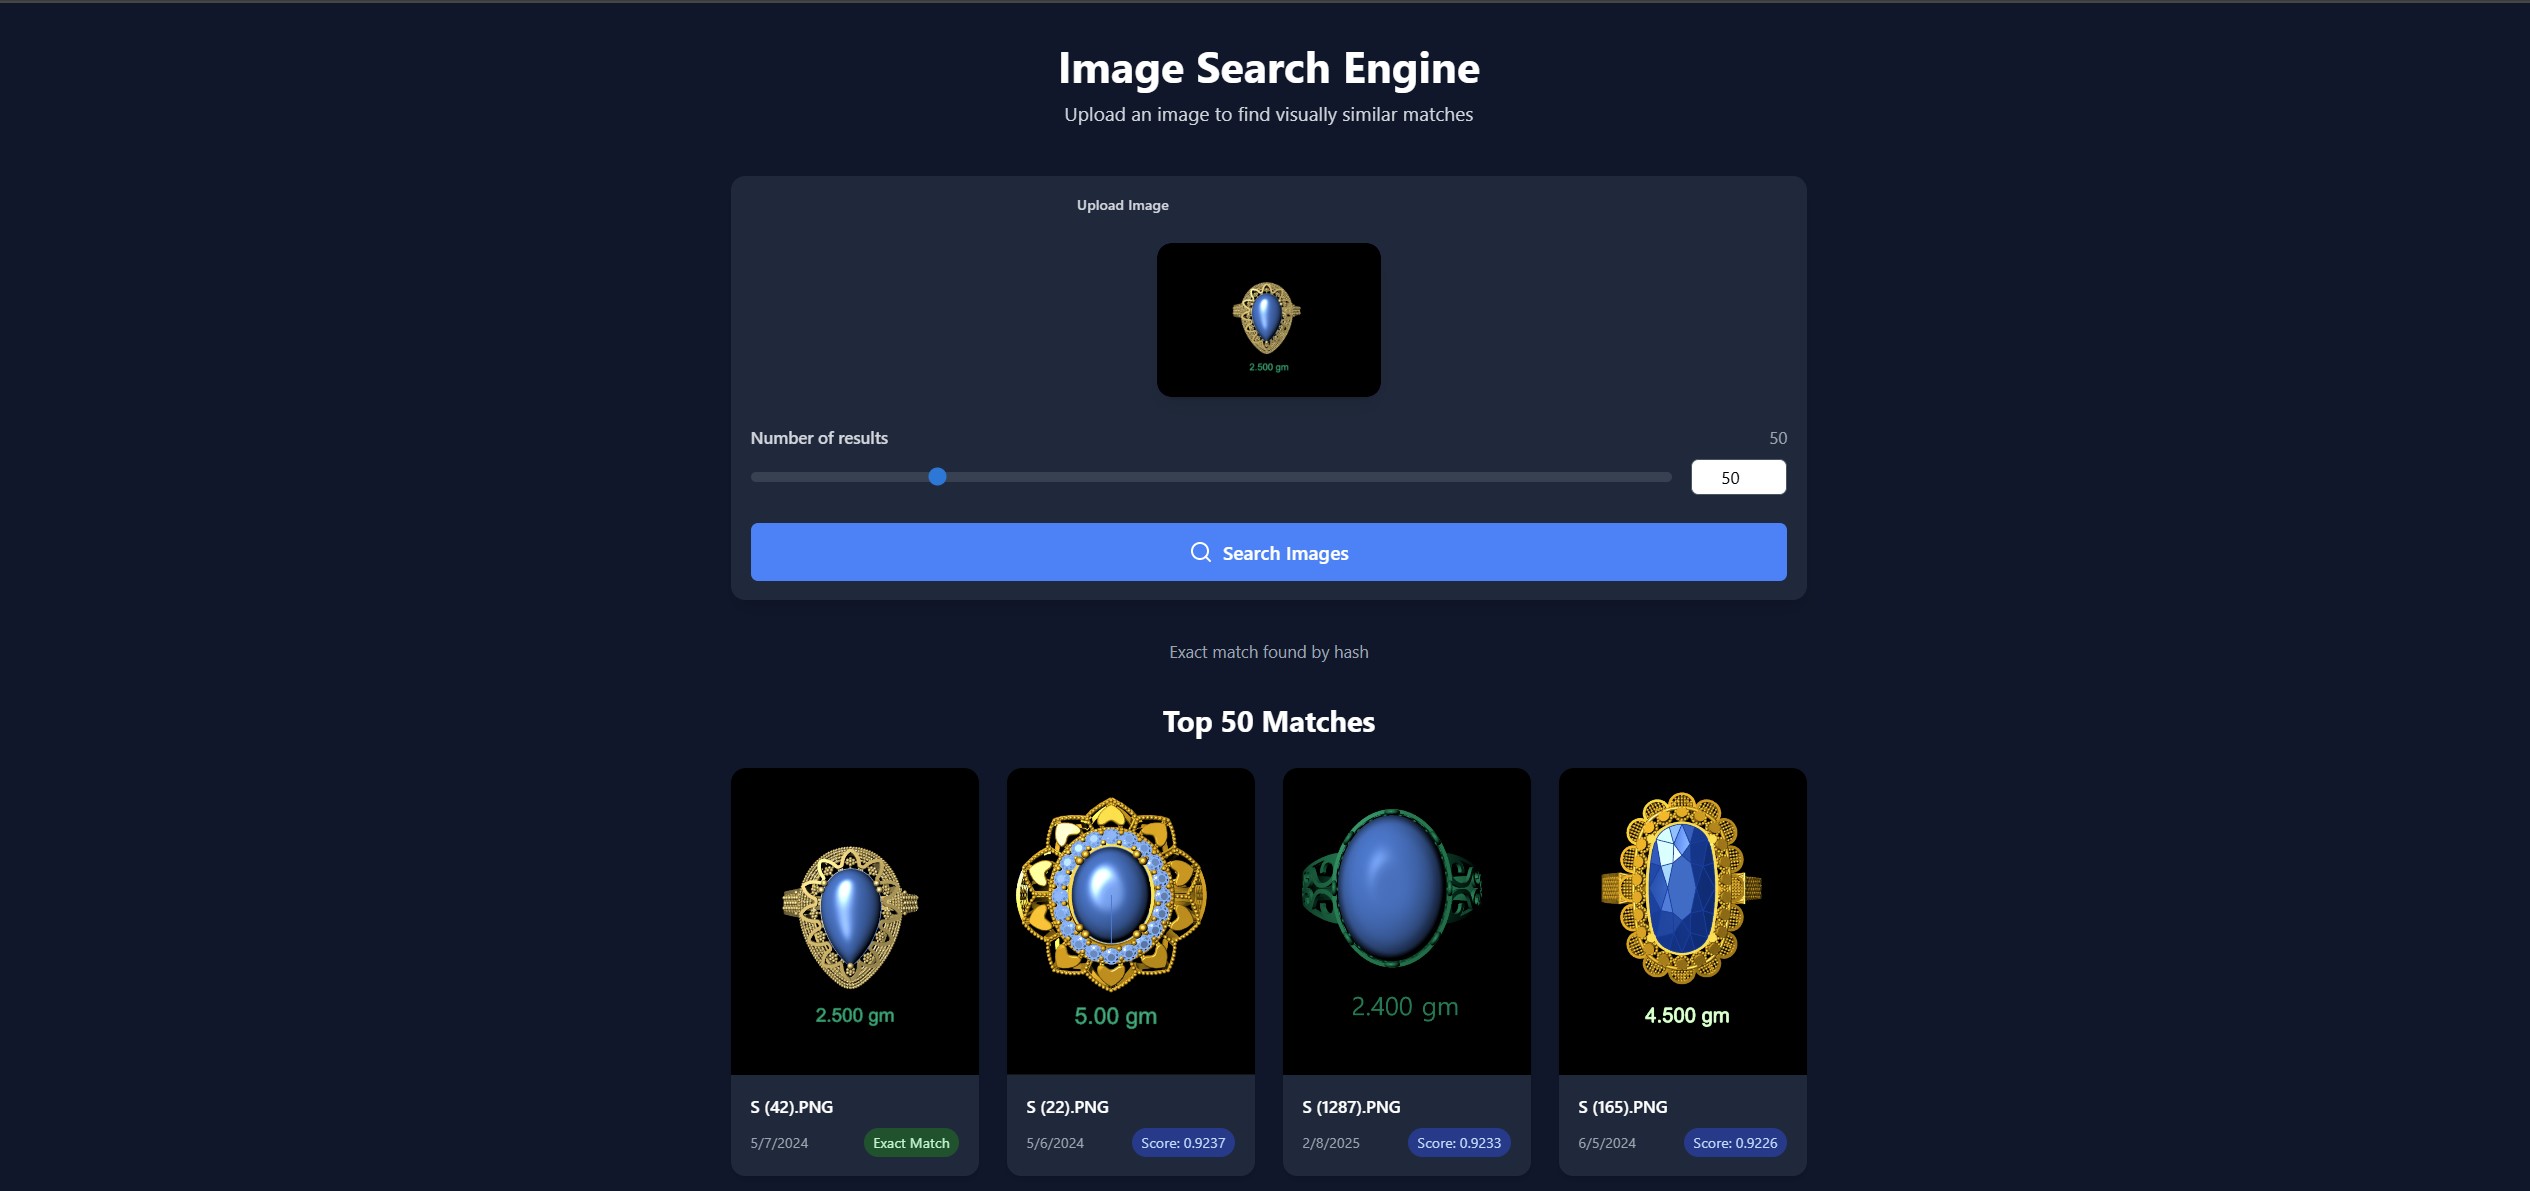 Image Search Engine
Upload an image to find visually similar matches
Upload Image
2.500 gm
Number of results
50
50
Search Images
Exact match found by hash
Top 50 Matches
2.500 gm
5.00 gm
2.400 gm
4.500 gm
S (42).PNG
5/7/2024
Exact Match
S (22).PNG
5/6/2024
Score: 0.9237
S (1287).PNG
2/8/2025
Score: 0.9233
S (165).PNG
6/5/2024
Score: 0.9226